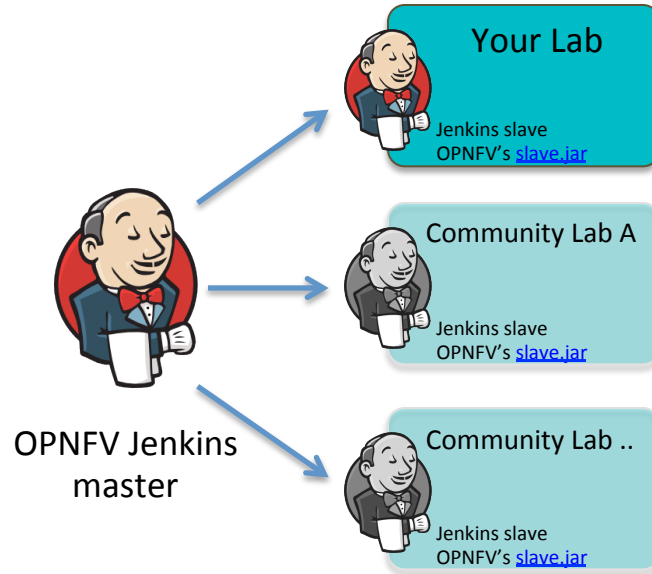 Your Lab
Jenkins slave
OPNFV’s slave.jar
Community Lab A
Jenkins slave
OPNFV’s slave.jar
OPNFV Jenkins
master
Community Lab ..
Jenkins slave
OPNFV’s slave.jar